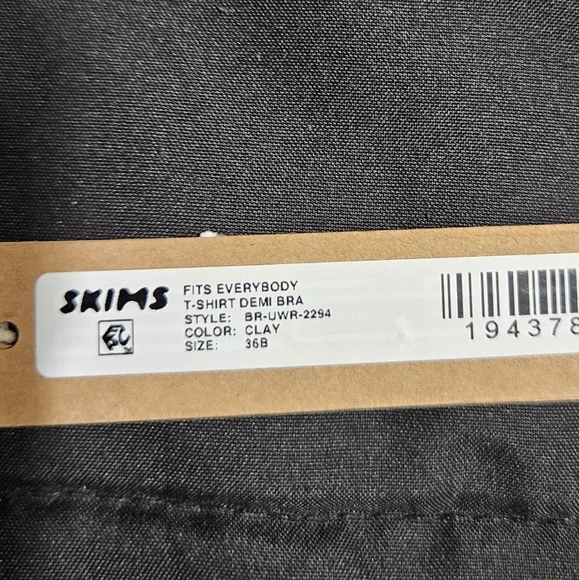 SKIMS
FITS EVERYBODY
T-SHIRT DEMI BRA
STYLE: BR-UWR-2294
COLOR: CLAY
SIZE: 36B
194378